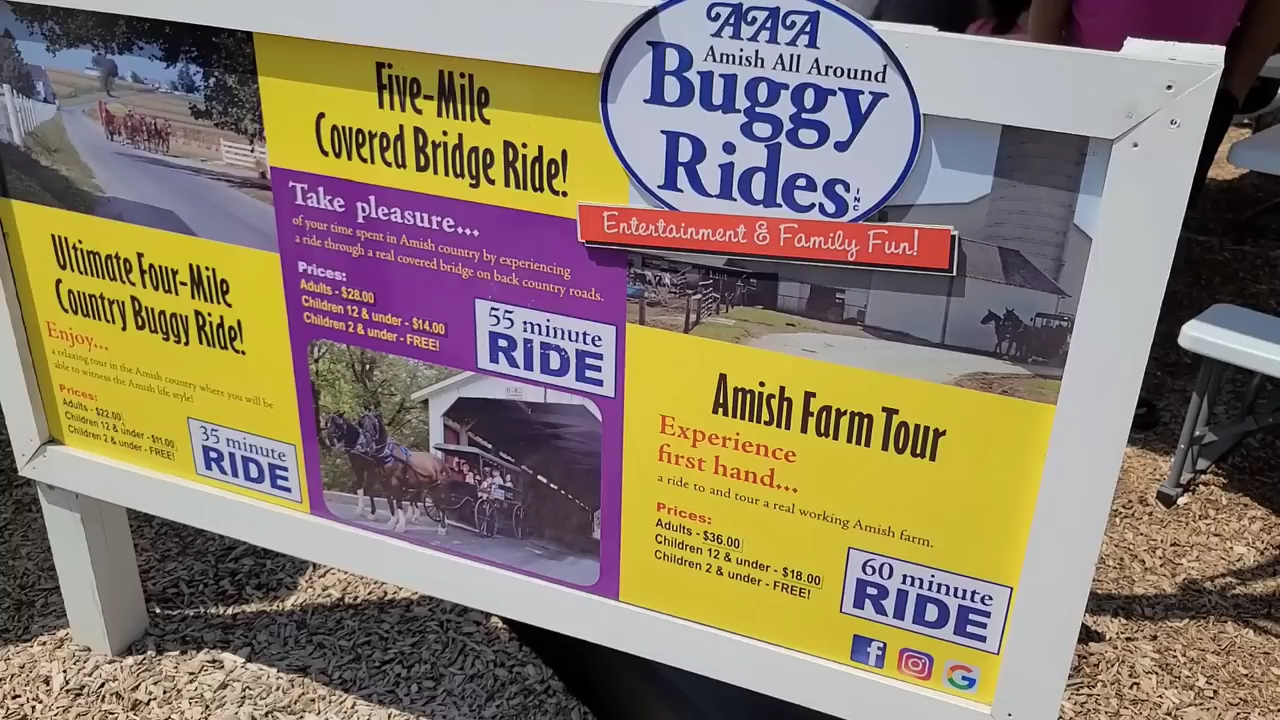 AAA
Amish All Around
Buggy
Rides INC
Entertainment & Family Fun!
Ultimate Four-Mile
Country Buggy Ride!
Enjoy...
a relaxing tour in the Amish country where you will be
able to witness the Amish life style!
Prices:
Adults - $22.00
Children 12 & under - $11.00
Children 2 & under - FREE!
35 minute
RIDE
Five-Mile
Covered Bridge Ride!
Take pleasure...
of your time spent in Amish country by experiencing
a ride through a real covered bridge on back country roads.
Prices:
Adults - $28.00
Children 12 & under - $14.00
Children 2 & under - FREE!
55 minute
RIDE
Amish Farm Tour
Experience
first hand...
a ride to and tour a real working Amish farm.
Prices:
Adults - $36.00
Children 12 & under - $18.00
Children 2 & under - FREE!
60 minute
RIDE
f
G